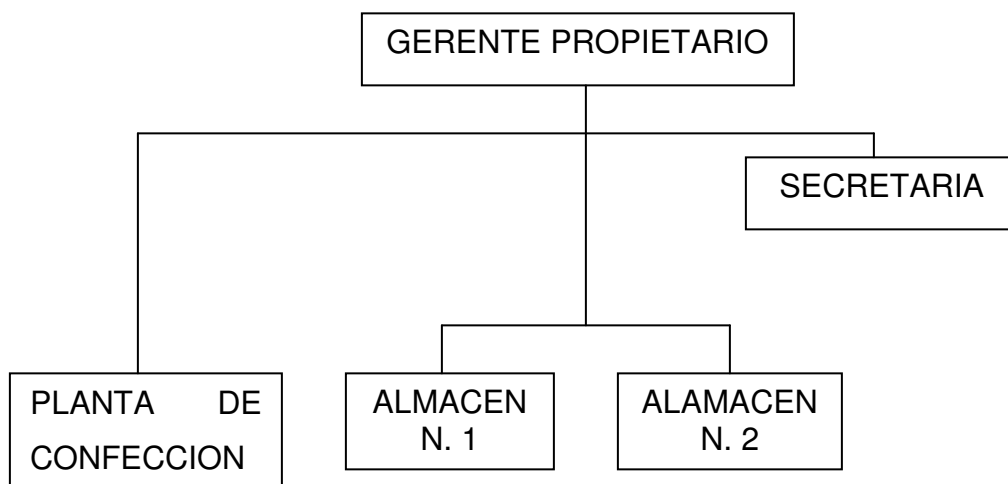 GERENTE PROPIETARIO
SECRETARIA
PLANTA DE
CONFECCION
ALMACEN
N. 1
ALAMACEN
N. 2